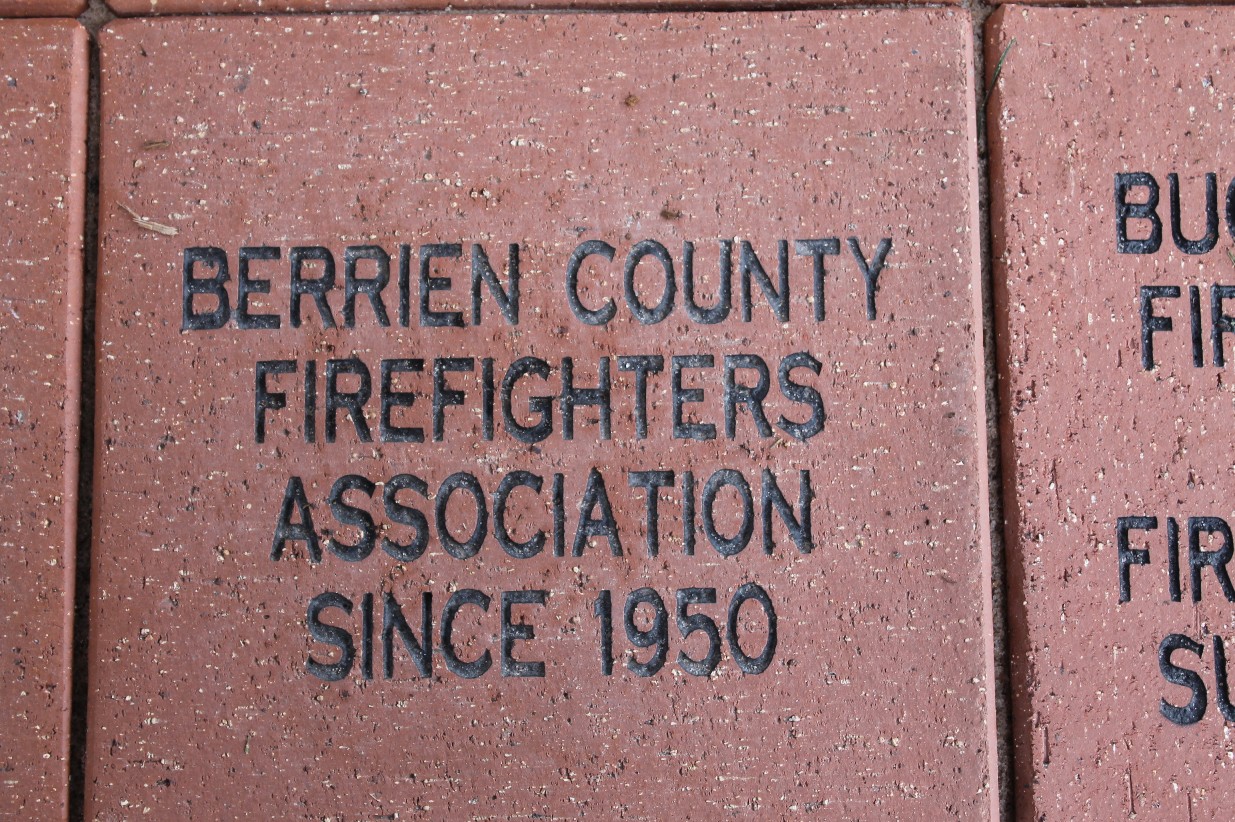 BERRIEN COUNTY
FIREFIGHTERS
ASSOCIATION
SINCE 1950